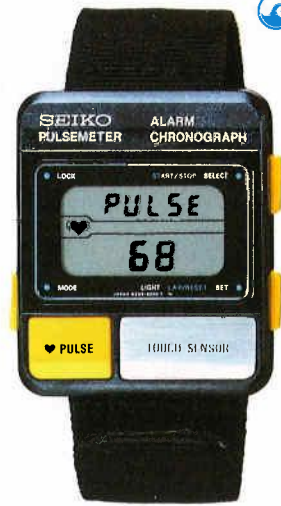 SEIKO ALARM
PULSEMETER CHRONOGRAPH
LOCK START/STOP SELECT
PULSE
68
MODE LIGHT LAP/RESET SET
♥ PULSE TOUCH SENSOR